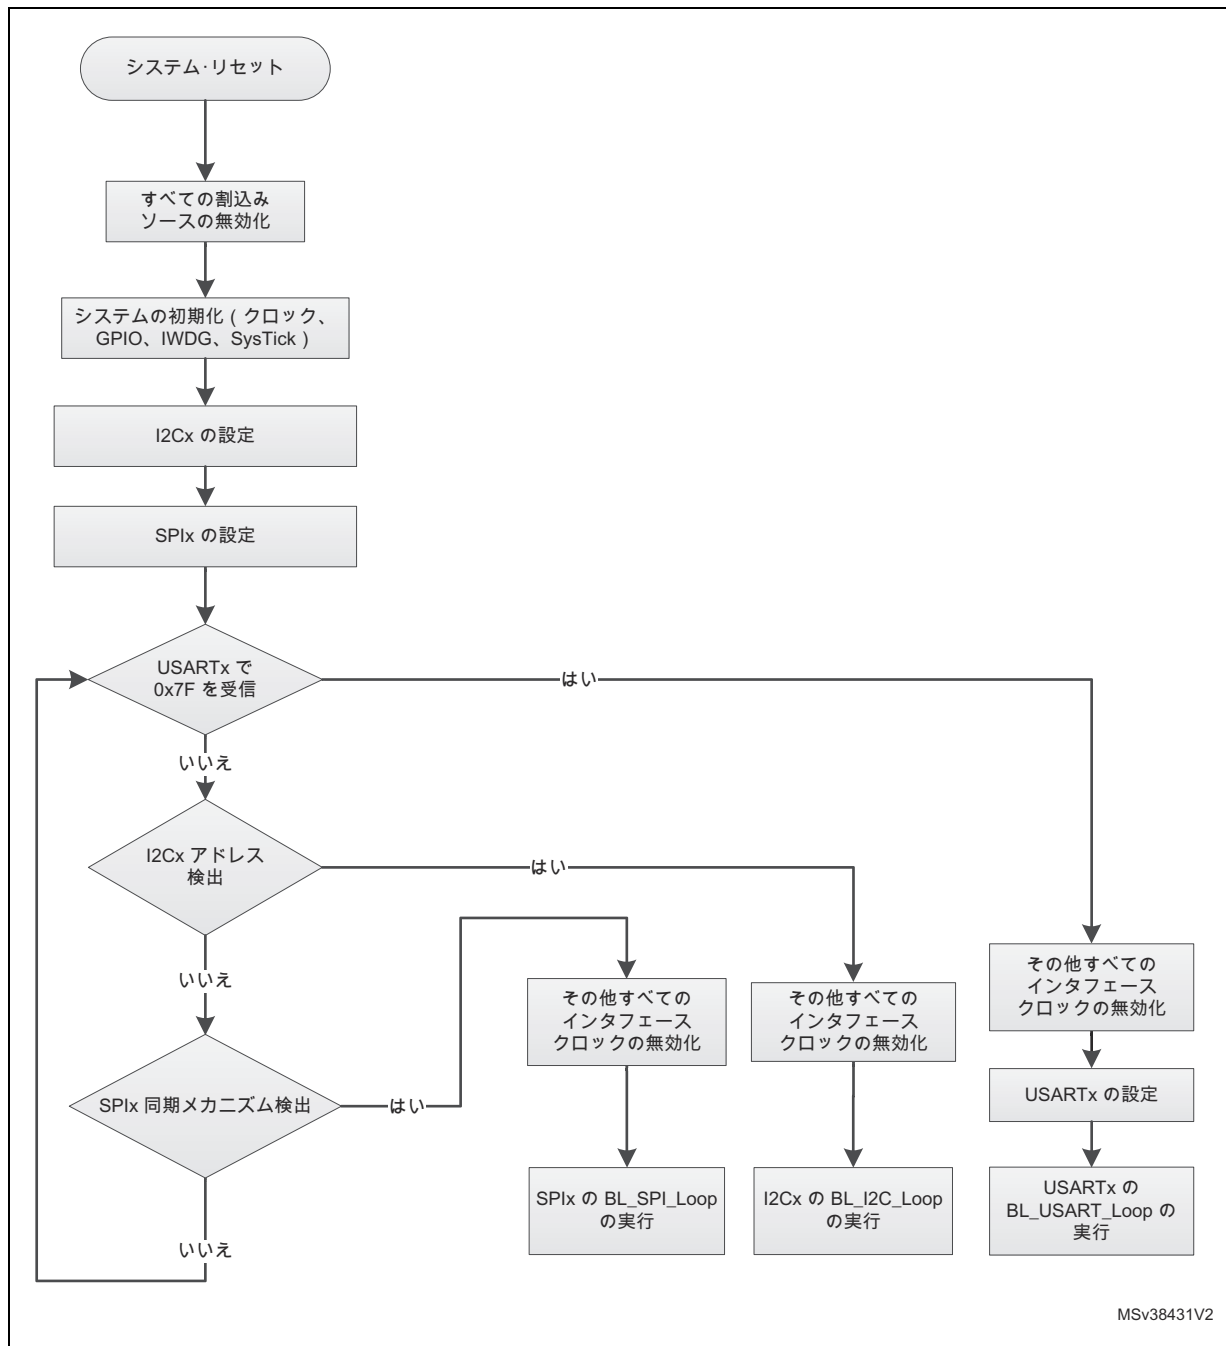 システム・リセット
すべての割込み
ソースの無効化
システムの初期化（クロック、
GPIO、IWDG、SysTick）
I2Cx の設定
SPIx の設定
USARTx で
0x7F を受信
はい
いいえ
I2Cx アドレス
検出
はい
いいえ
SPIx 同期メカニズム検出
はい
いいえ
その他すべての
インタフェース
クロックの無効化
SPIx の BL_SPI_Loop
の実行
その他すべての
インタフェース
クロックの無効化
I2Cx の BL_I2C_Loop
の実行
その他すべての
インタフェース
クロックの無効化
USARTx の設定
USARTx の
BL_USART_Loop の
実行
MSv38431V2